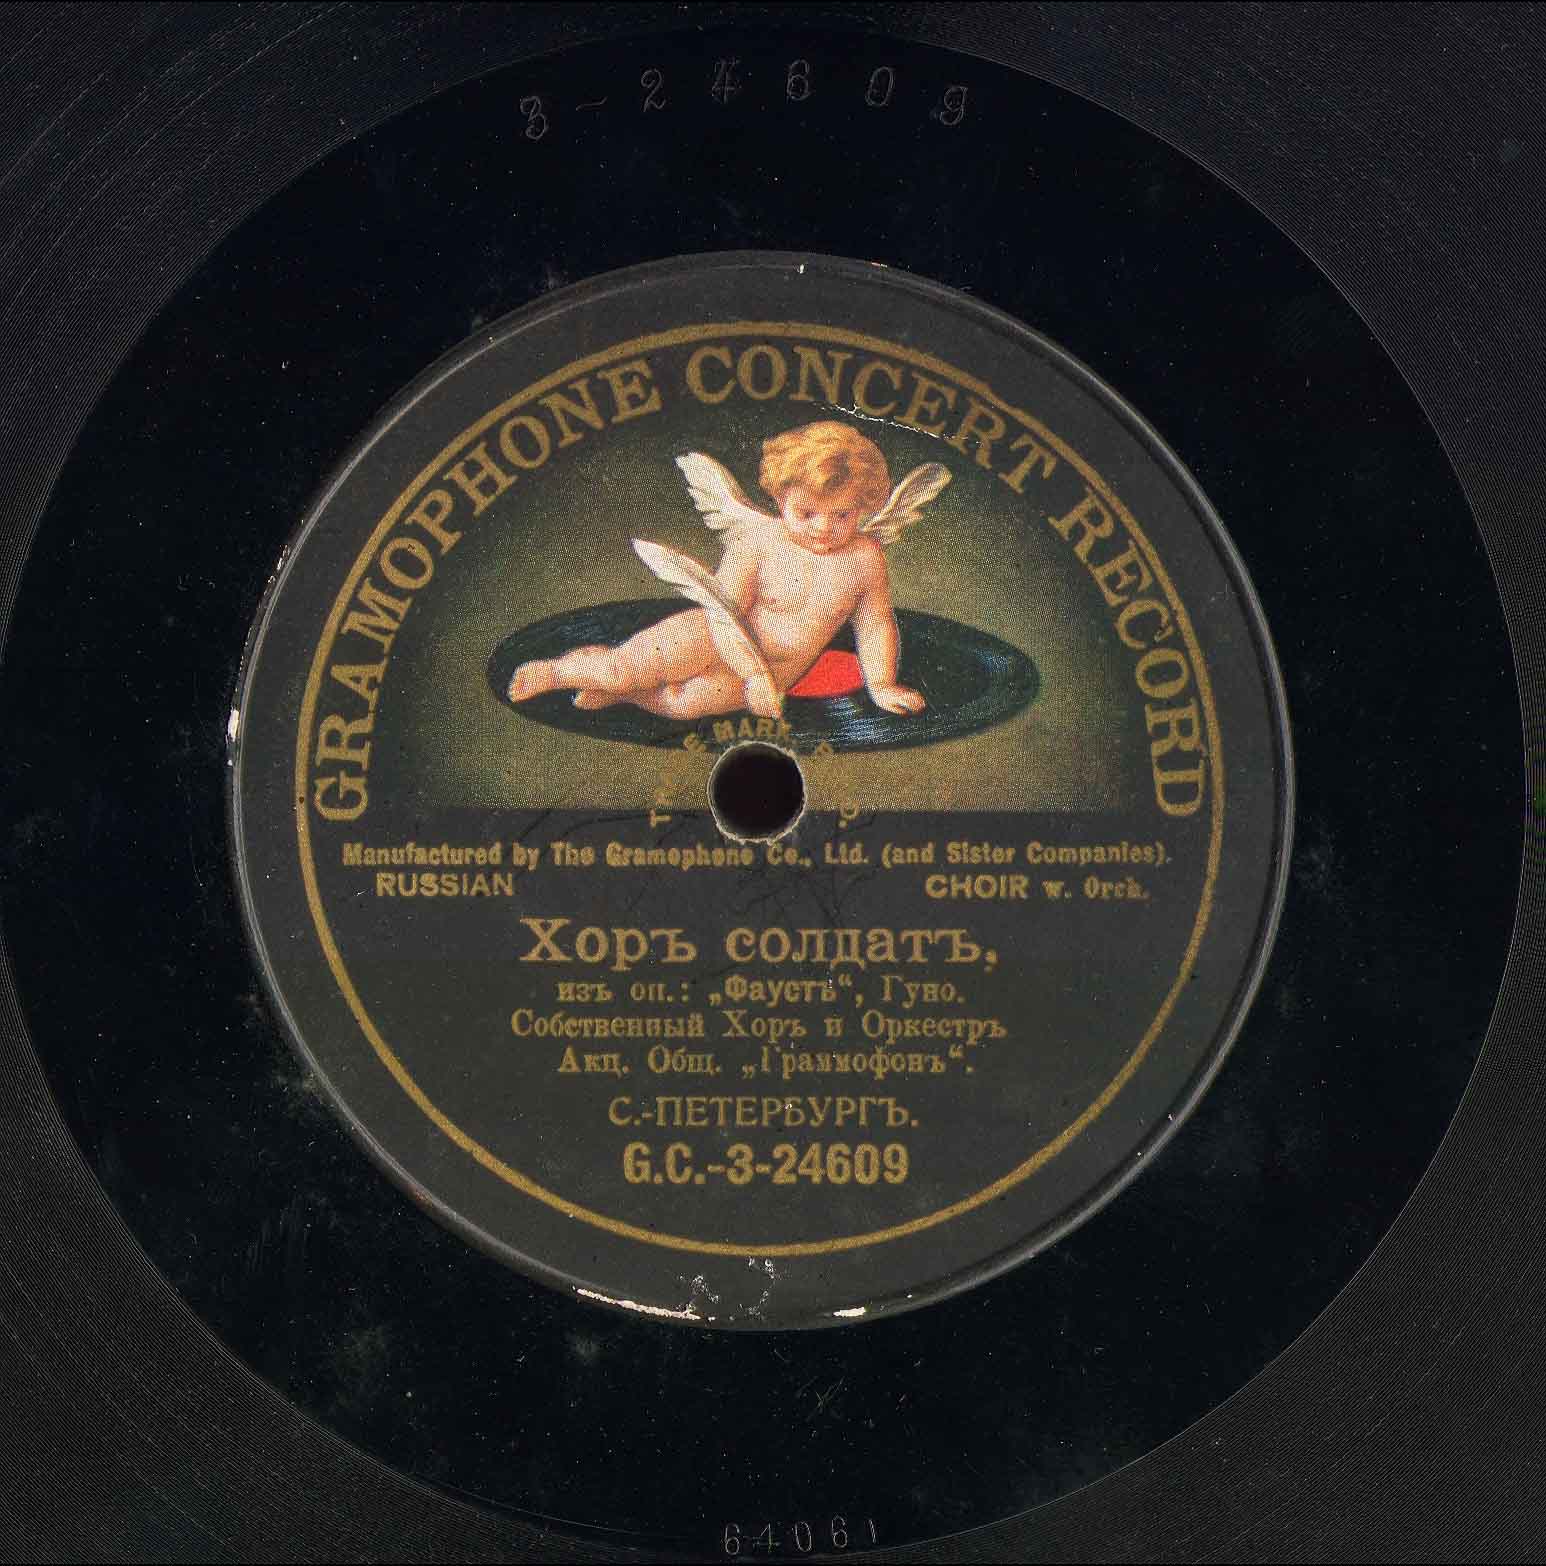 3-24609
GRAMOPHONE CONCERT RECORD
MARK
Manufactured by The Gramophone Co., Ltd. (and Sister Companies).
RUSSIAN CHOIR w. Orch.
Хоръ солдатъ,
изъ оп.: „Фаустъ“, Гуно.
Собственный Хоръ и Оркестръ
Акц. Общ. „Граммофонъ“.
С.-ПЕТЕРБУРГЪ.
G.C.-3-24609
64061